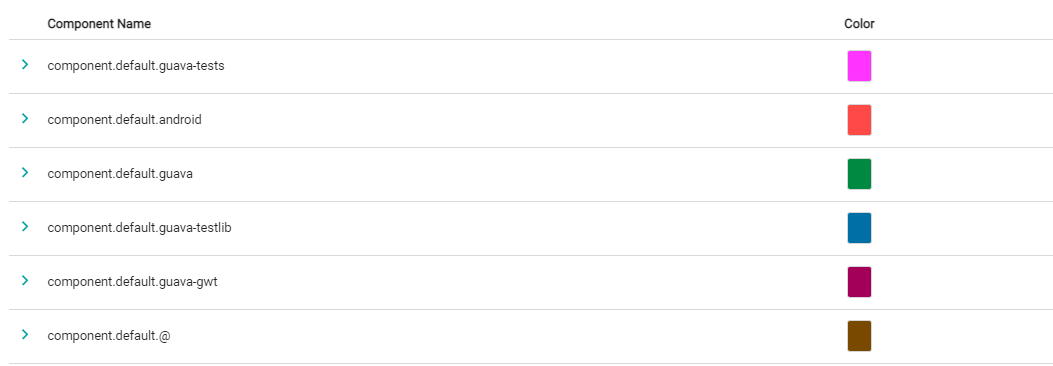 Component Name Color
component.default.guava-tests
component.default.android
component.default.guava
component.default.guava-testlib
component.default.guava-gwt
component.default.@